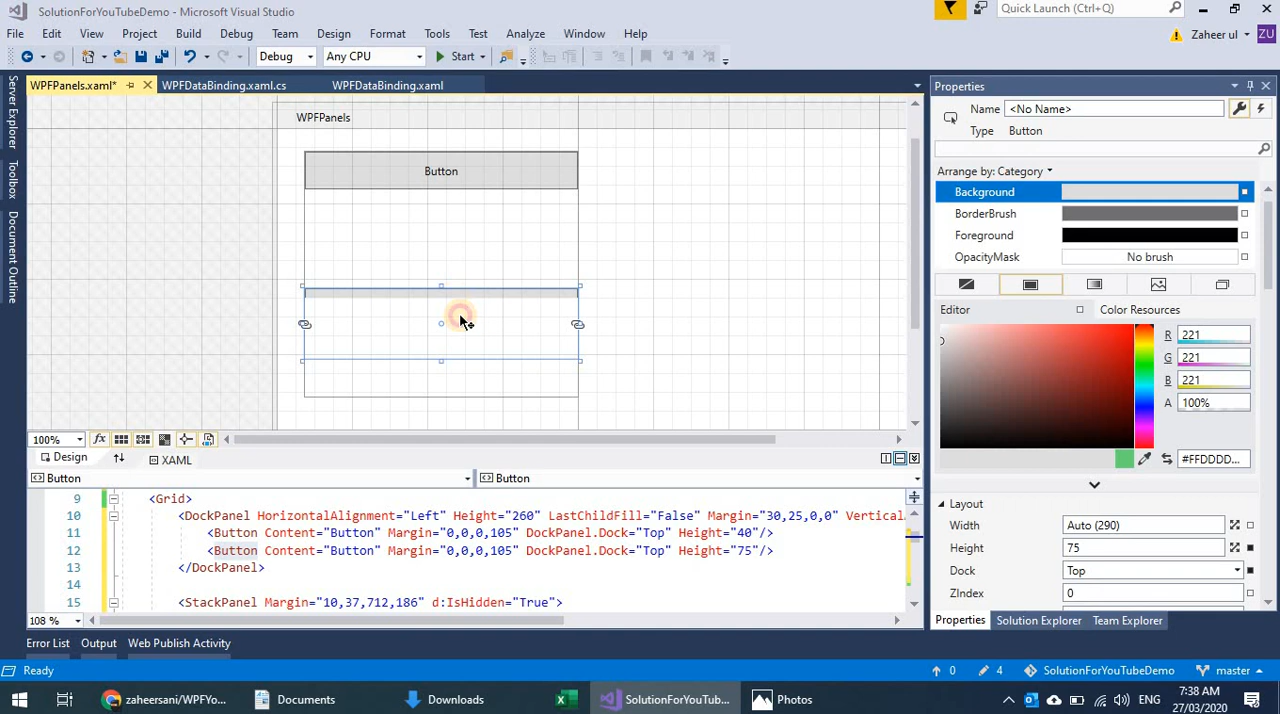 SolutionForYouTubeDemo - Microsoft Visual Studio
Quick Launch (Ctrl+Q)
File Edit View Project Build Debug Team Design Format Tools Test Analyze Window Help
Zaheer ul ZU
Debug Any CPU Start
WPFPanels.xaml* WPFDataBinding.xaml.cs WPFDataBinding.xaml
Server Explorer
Toolbox
Document Outline
WPFPanels
Button
100%
Design XAML
Button Button
9 <Grid>
10 <DockPanel HorizontalAlignment="Left" Height="260" LastChildFill="False" Margin="30,25,0,0" Vertical
11 <Button Content="Button" Margin="0,0,0,105" DockPanel.Dock="Top" Height="40"/>
12 <Button Content="Button" Margin="0,0,0,105" DockPanel.Dock="Top" Height="75"/>
13 </DockPanel>
14
15 <StackPanel Margin="10,37,712,186" d:IsHidden="True">
108 %
Properties
Name <No Name>
Type Button
Arrange by: Category
Background
BorderBrush
Foreground
OpacityMask No brush
Editor Color Resources
R 221
G 221
B 221
A 100%
#FFDDDD...
Layout
Width Auto (290)
Height 75
Dock Top
ZIndex 0
Properties Solution Explorer Team Explorer
Error List Output Web Publish Activity
Ready
0 4 SolutionForYouTubeDemo master
zaheersani/WPFYo... Documents Downloads SolutionForYouTub... Photos
ENG
7:38 AM
27/03/2020